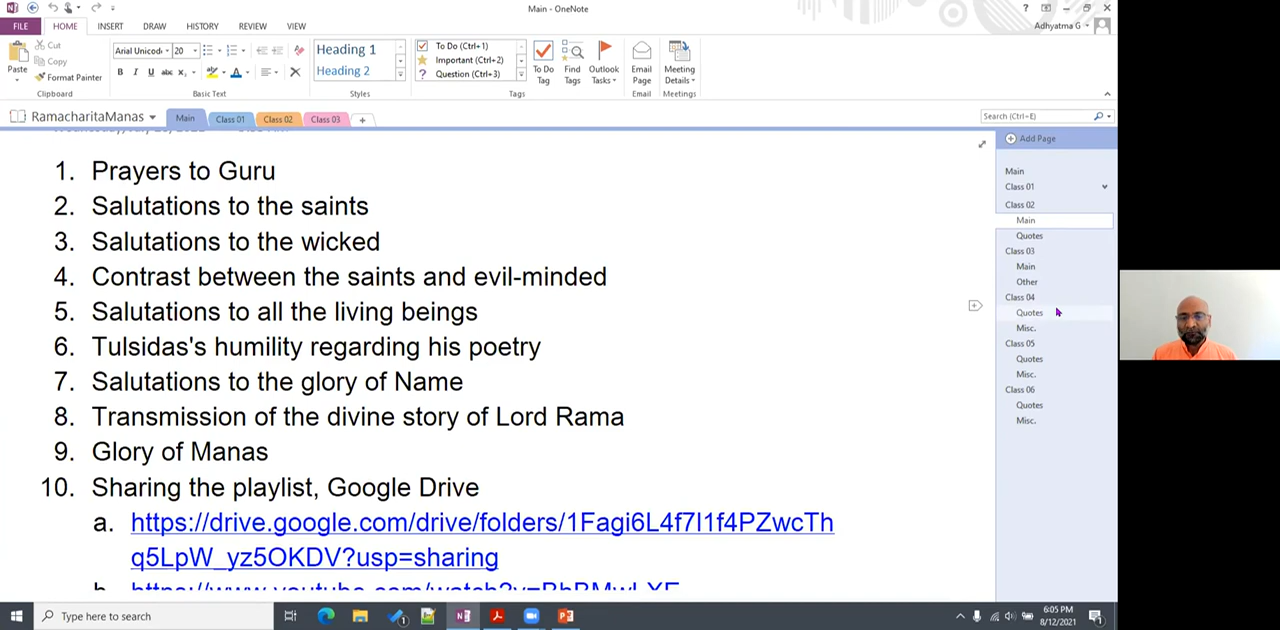 Main - OneNote
FILE HOME INSERT DRAW HISTORY REVIEW VIEW
Adhyatma G
Paste
Cut
Copy
Format Painter
Clipboard
Arial Unicode 20
B I U abc x₂ A
Basic Text
Heading 1
Heading 2
Styles
To Do (Ctrl+1)
Important (Ctrl+2)
Question (Ctrl+3)
To Do Tag
Find Tags
Outlook Tasks
Tags
Email Page
Email
Meeting Details
Meetings
RamacharitaManas
Main Class 01 Class 02 Class 03 +
Search (Ctrl+E)
1. Prayers to Guru
2. Salutations to the saints
3. Salutations to the wicked
4. Contrast between the saints and evil-minded
5. Salutations to all the living beings
6. Tulsidas's humility regarding his poetry
7. Salutations to the glory of Name
8. Transmission of the divine story of Lord Rama
9. Glory of Manas
10. Sharing the playlist, Google Drive
a. https://drive.google.com/drive/folders/1Fagi6L4f7I1f4PZwcTh
q5LpW_yz5OKDV?usp=sharing
Add Page
Main
Class 01
Class 02
Main
Quotes
Class 03
Main
Other
Class 04
Quotes
Misc.
Class 05
Quotes
Misc.
Class 06
Quotes
Misc.
Type here to search
6:05 PM
8/12/2021